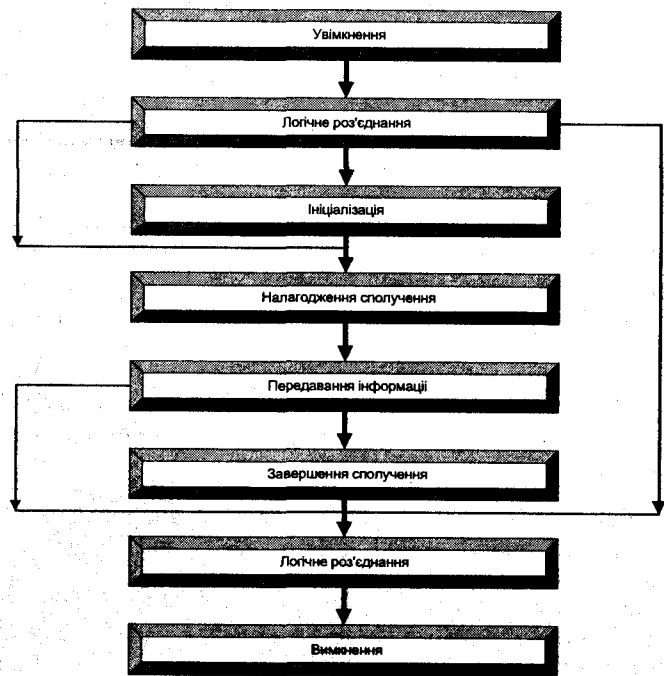 Увімкнення
Логічне роз'єднання
Ініціалізація
Налагодження сполучення
Передавання інформації
Завершення сполучення
Логічне роз'єднання
Вимкнення